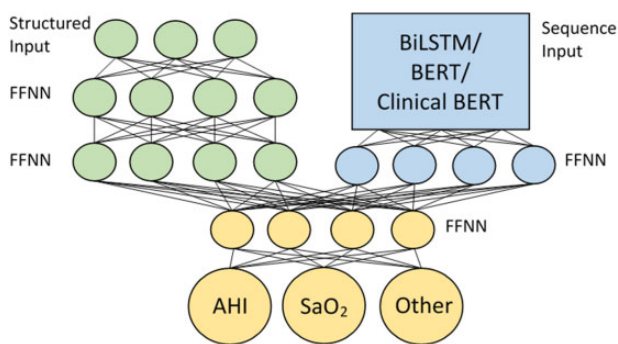 Structured
Input
BiLSTM/
BERT/
Clinical BERT
Sequence
Input
FFNN
FFNN
FFNN
FFNN
AHI
SaO₂
Other